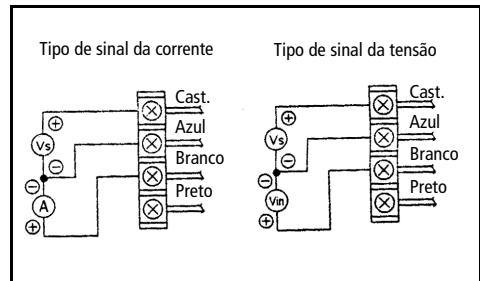 Tipo de sinal da corrente
Cast.
Azul
Branco
Preto
Vs
A
Tipo de sinal da tensão
Cast.
Azul
Branco
Preto
Vs
Vin